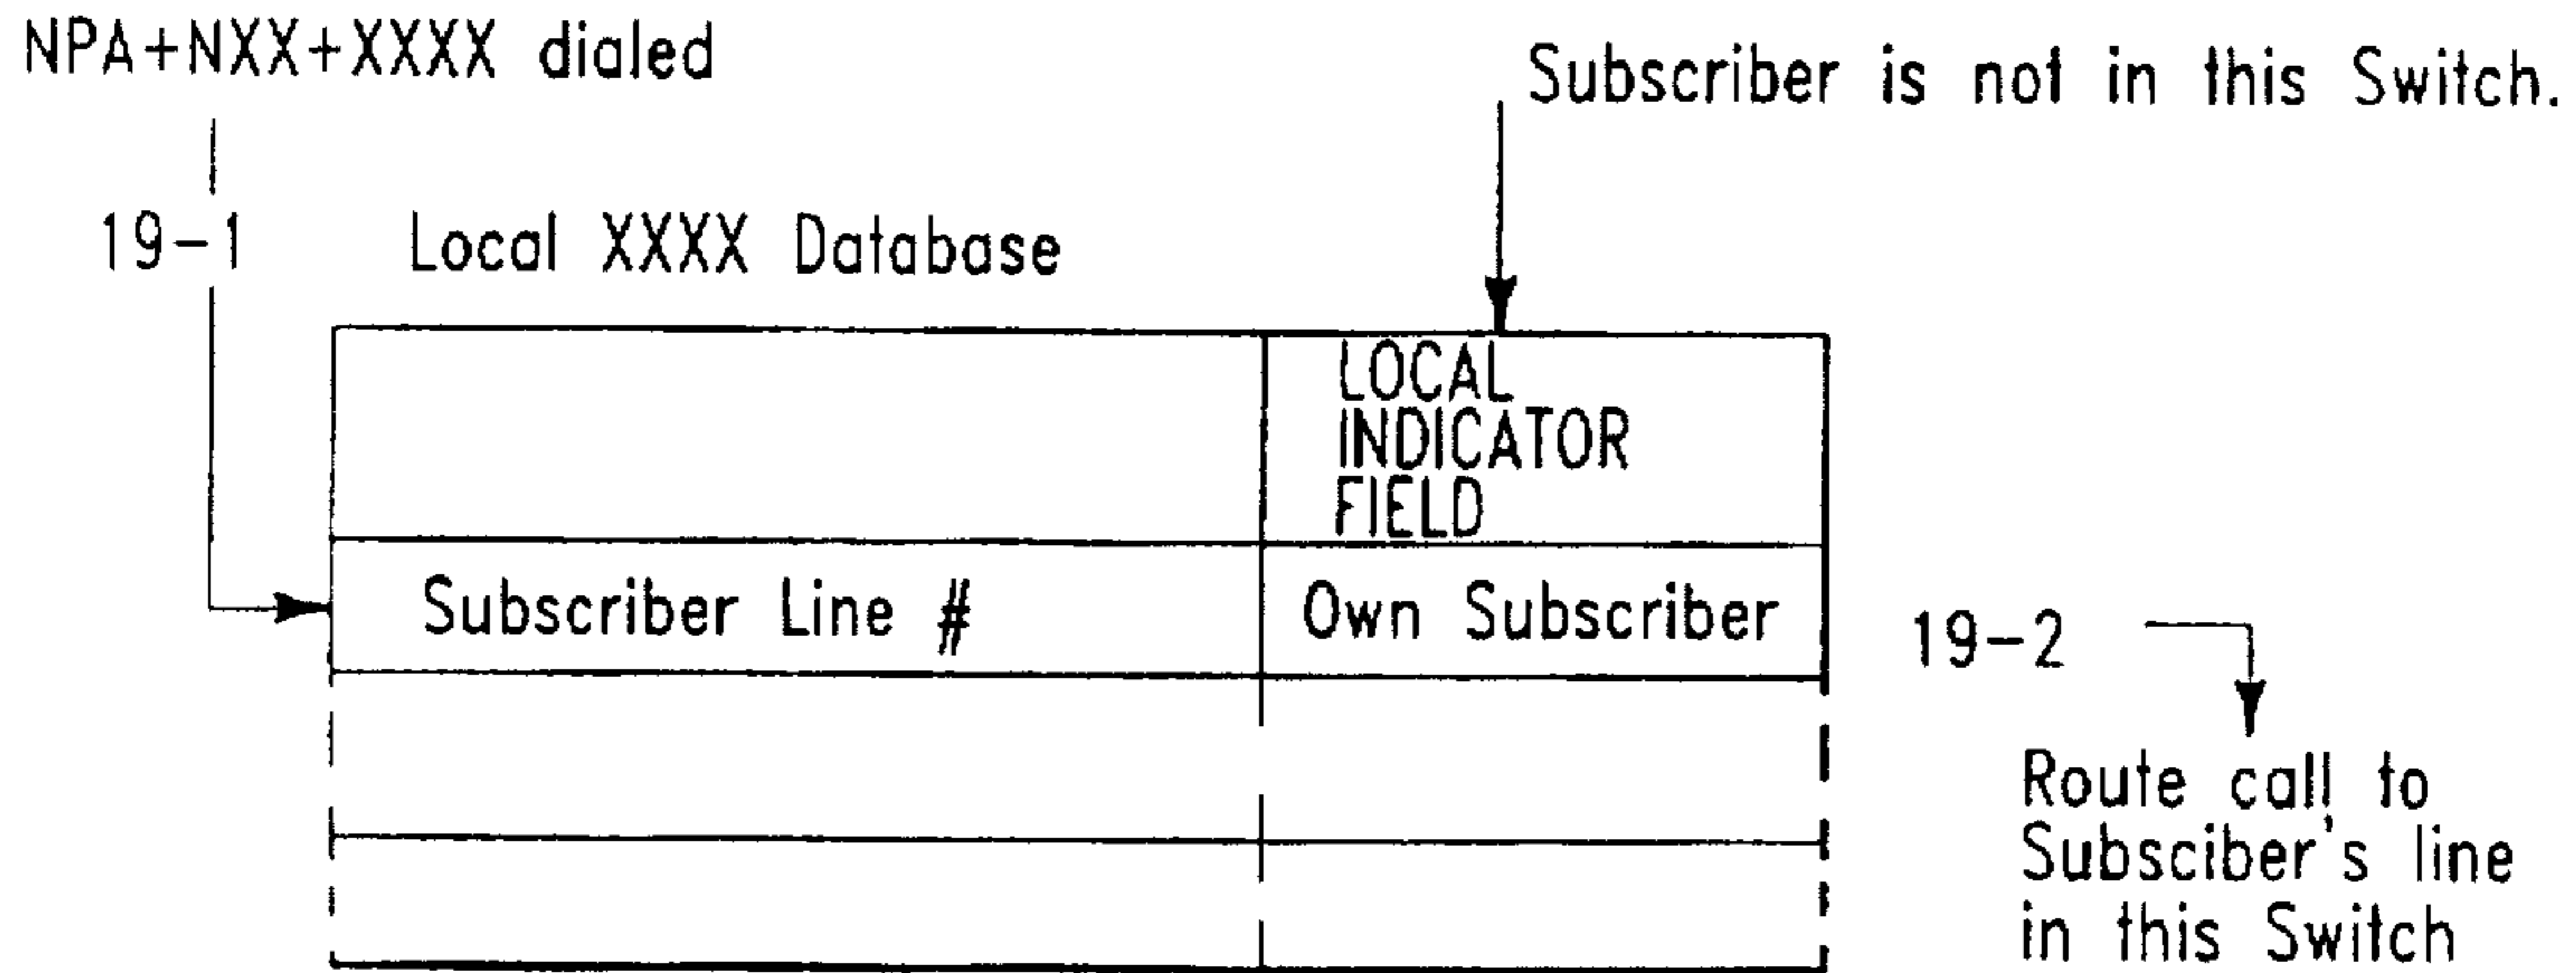 NPA+NXX+XXXX dialed
Subscriber is not in this Switch.
19-1
Local XXXX Database
LOCAL
INDICATOR
FIELD
Subscriber Line #
Own Subscriber
19-2
Route call to
Subsciber's line
in this Switch